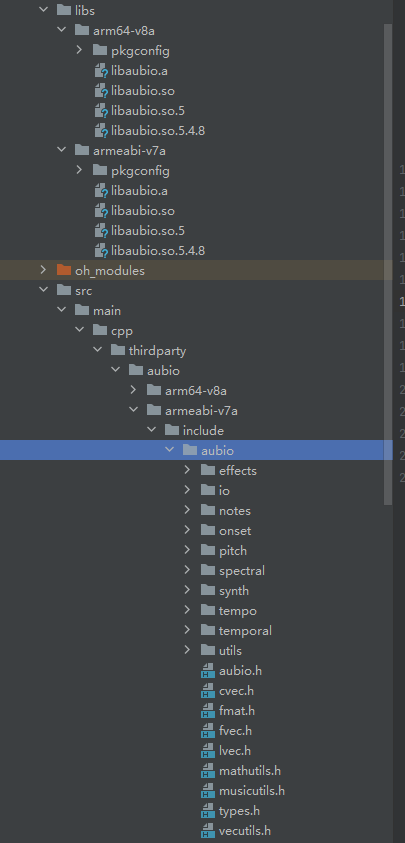 libs
arm64-v8a
pkgconfig
libaubio.a
libaubio.so
libaubio.so.5
libaubio.so.5.4.8
armeabi-v7a
pkgconfig
libaubio.a
libaubio.so
libaubio.so.5
libaubio.so.5.4.8
oh_modules
src
main
cpp
thirdparty
aubio
arm64-v8a
armeabi-v7a
include
aubio
effects
io
notes
onset
pitch
spectral
synth
tempo
temporal
utils
aubio.h
cvec.h
fmat.h
fvec.h
lvec.h
mathutils.h
musicutils.h
types.h
vecutils.h